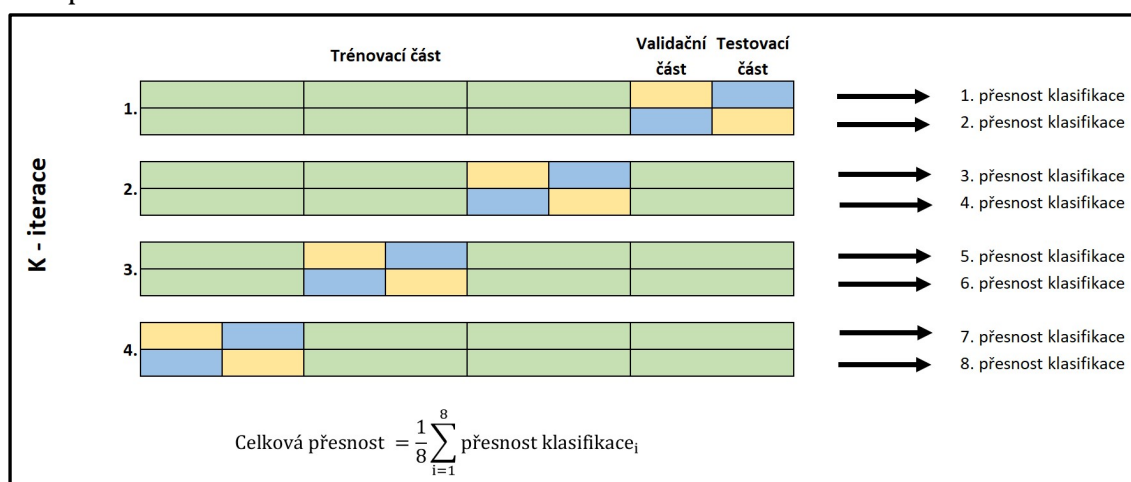 Trénovací část
Validační část
Testovací část
K - iterace
1.
1. přesnost klasifikace
2. přesnost klasifikace
2.
3. přesnost klasifikace
4. přesnost klasifikace
3.
5. přesnost klasifikace
6. přesnost klasifikace
4.
7. přesnost klasifikace
8. přesnost klasifikace
Celková přesnost = 1/8 ∑_{i=1}^{8} přesnost klasifikace_i